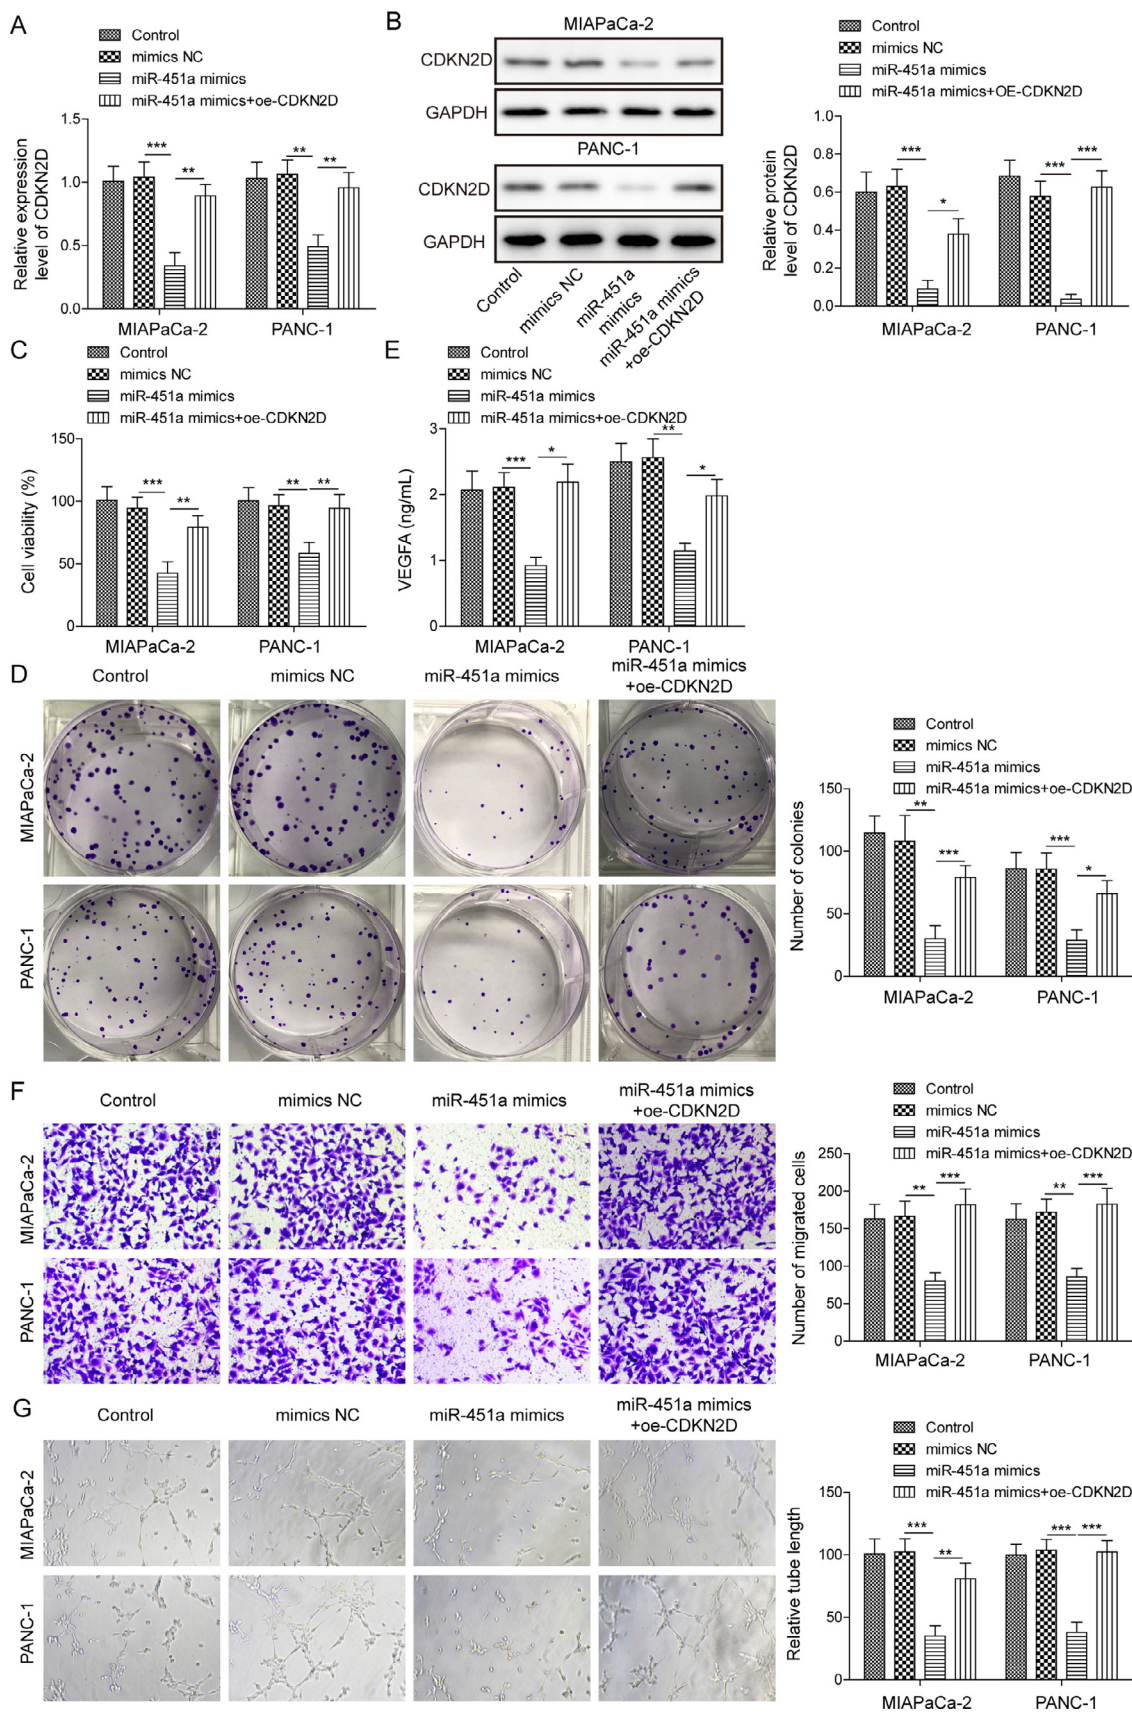 A
Control
mimics NC
miR-451a mimics
miR-451a mimics+oe-CDKN2D
Relative expression
level of CDKN2D
1.5
1.0
0.5
0.0
***
**
**
**
MIAPaCa-2
PANC-1
B
MIAPaCa-2
CDKN2D
GAPDH
PANC-1
CDKN2D
GAPDH
Control
mimics NC
miR-451a
mimics
miR-451a mimics
+oe-CDKN2D
Control
mimics NC
miR-451a mimics
miR-451a mimics+OE-CDKN2D
Relative protein
level of CDKN2D
1.0
0.8
0.6
0.4
0.2
0.0
***
*
***
***
MIAPaCa-2
PANC-1
C
Control
mimics NC
miR-451a mimics
miR-451a mimics+oe-CDKN2D
Cell viability (%)
150
100
50
0
***
**
**
**
MIAPaCa-2
PANC-1
E
Control
mimics NC
miR-451a mimics
miR-451a mimics+oe-CDKN2D
VEGFA (ng/mL)
3
2
1
0
***
*
**
*
MIAPaCa-2
PANC-1
D
Control
mimics NC
miR-451a mimics
miR-451a mimics
+oe-CDKN2D
MIAPaCa-2
PANC-1
Control
mimics NC
miR-451a mimics
miR-451a mimics+oe-CDKN2D
Number of colonies
150
100
50
0
**
***
***
*
MIAPaCa-2
PANC-1
F
Control
mimics NC
miR-451a mimics
miR-451a mimics
+oe-CDKN2D
MIAPaCa-2
PANC-1
Control
mimics NC
miR-451a mimics
miR-451a mimics+oe-CDKN2D
Number of migrated cells
250
200
150
100
50
0
**
***
**
***
MIAPaCa-2
PANC-1
G
Control
mimics NC
miR-451a mimics
miR-451a mimics
+oe-CDKN2D
MIAPaCa-2
PANC-1
Control
mimics NC
miR-451a mimics
miR-451a mimics+oe-CDKN2D
Relative tube length
150
100
50
0
***
**
***
***
MIAPaCa-2
PANC-1